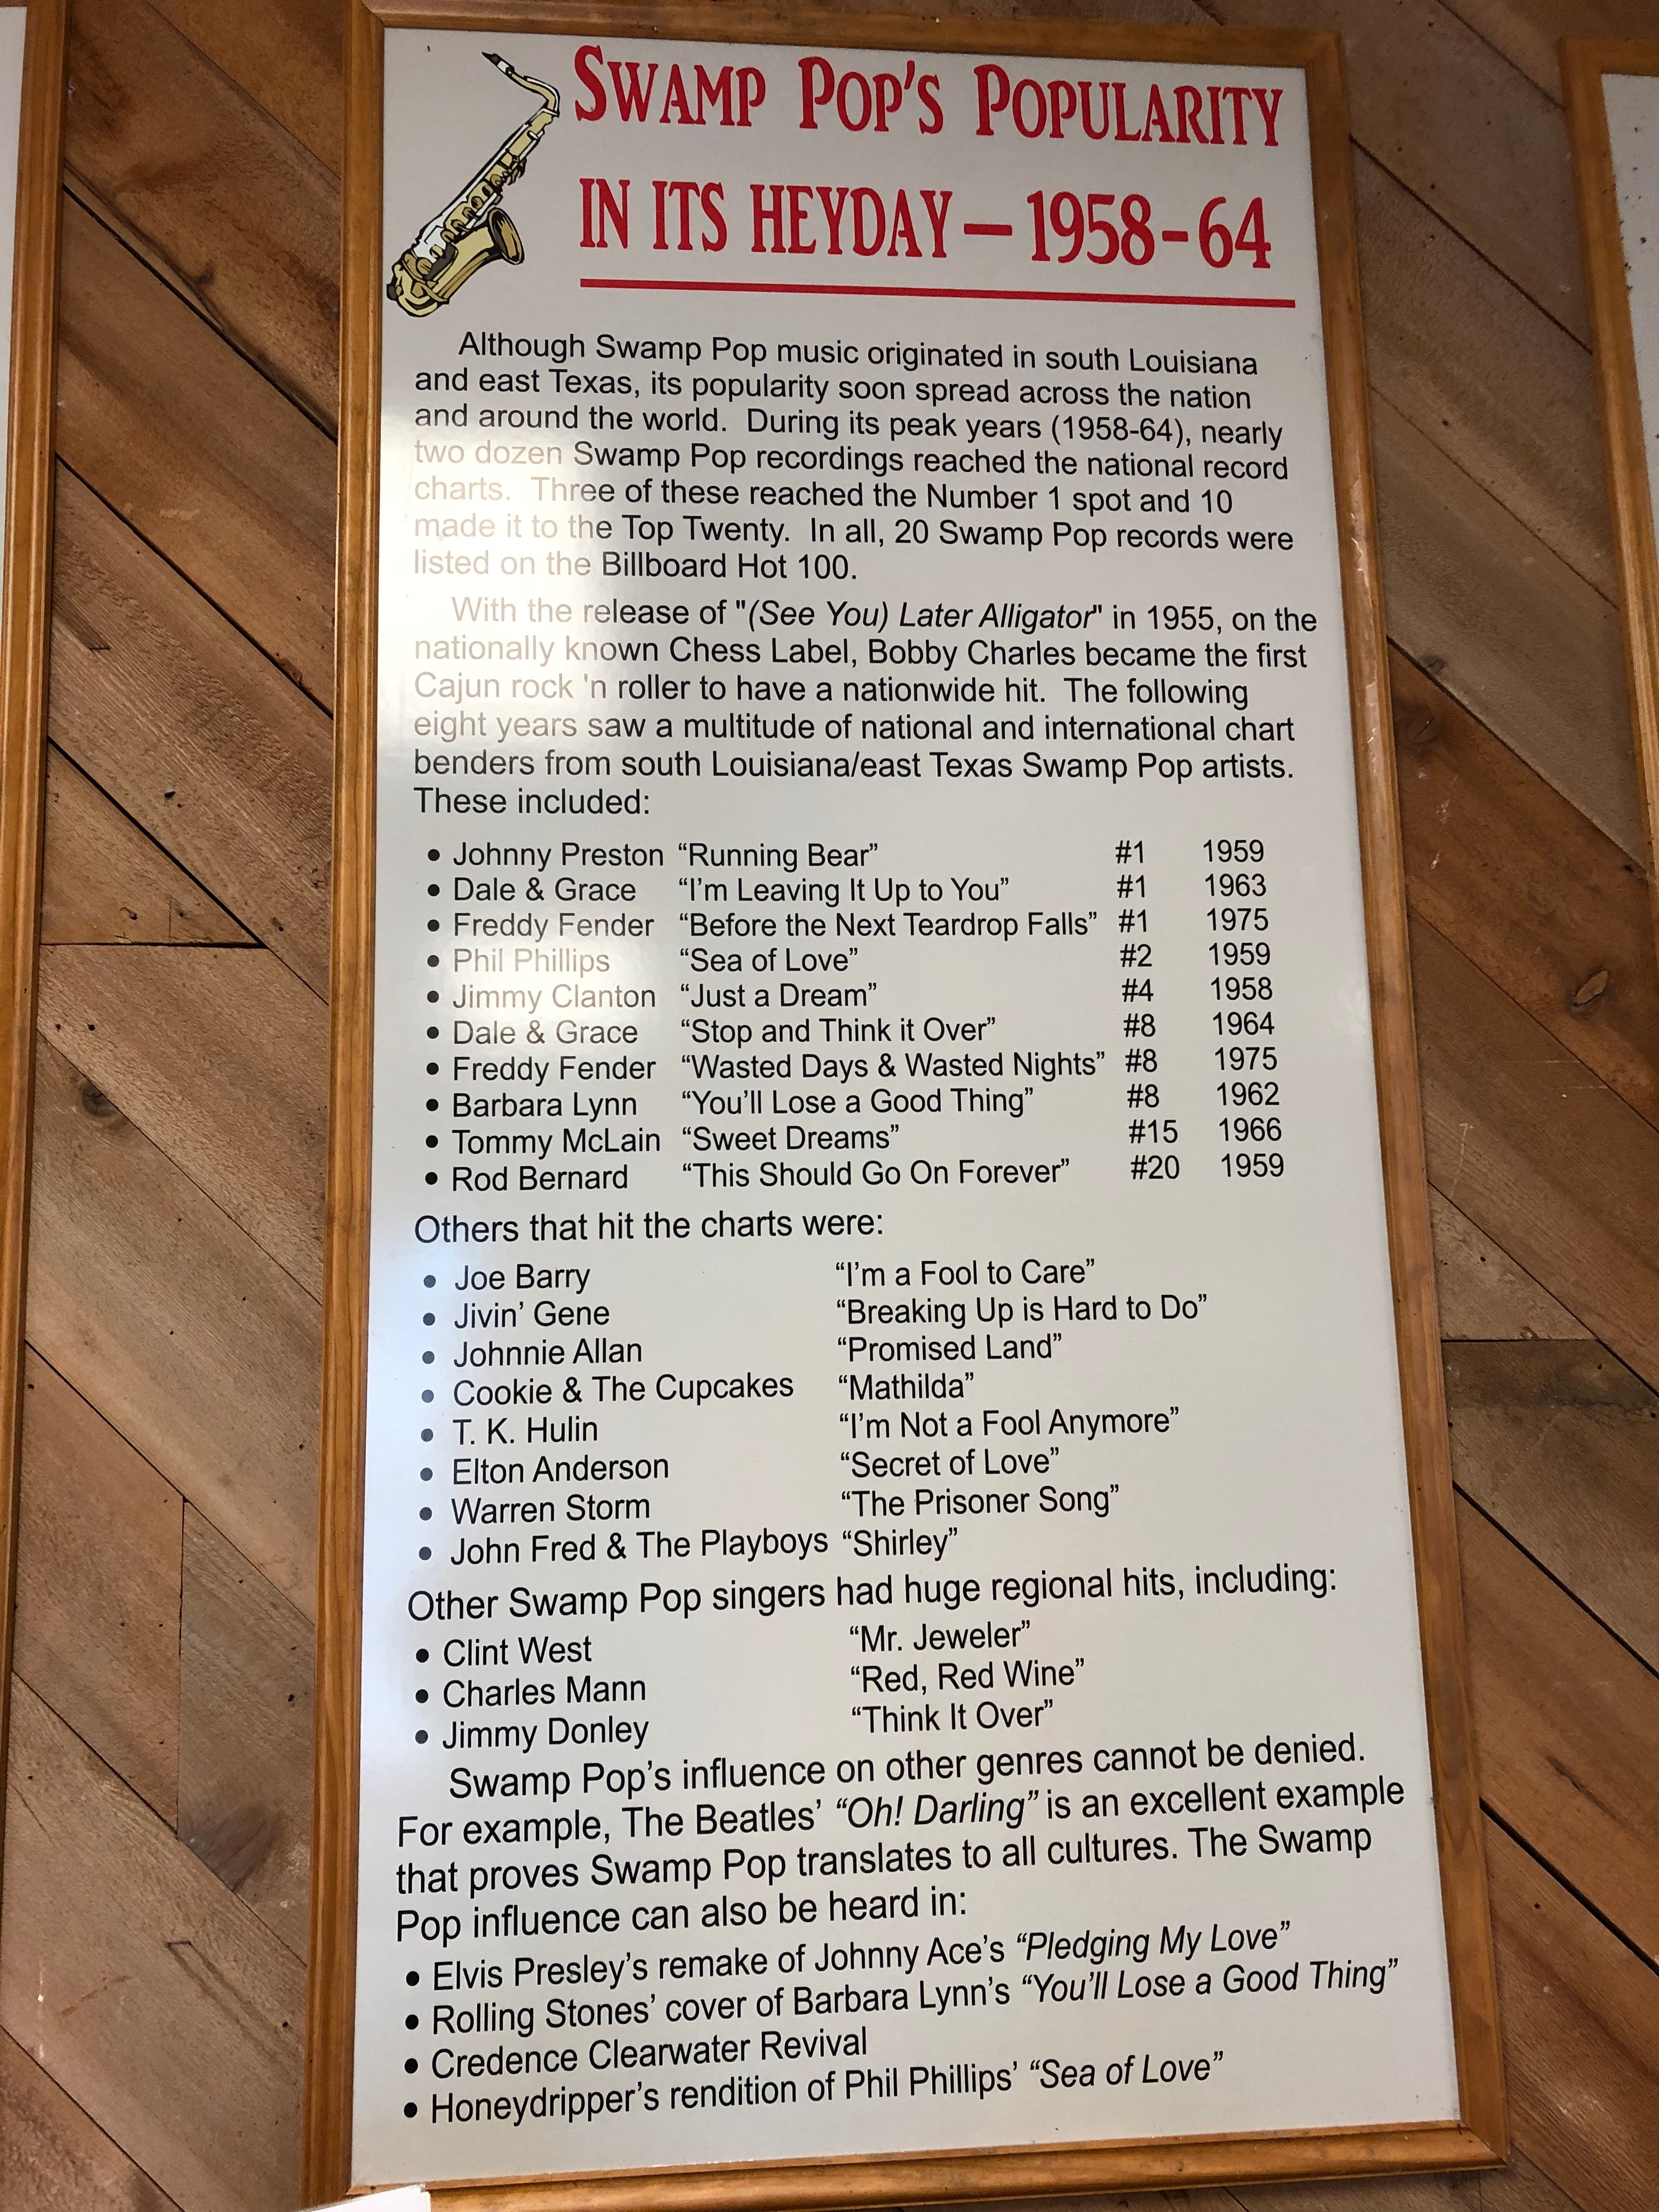 SWAMP POP'S POPULARITY
IN ITS HEYDAY – 1958-64
Although Swamp Pop music originated in south Louisiana
and east Texas, its popularity soon spread across the nation
and around the world. During its peak years (1958-64), nearly
two dozen Swamp Pop recordings reached the national record
charts. Three of these reached the Number 1 spot and 10
made it to the Top Twenty. In all, 20 Swamp Pop records were
listed on the Billboard Hot 100.
With the release of "(See You) Later Alligator" in 1955, on the
nationally known Chess Label, Bobby Charles became the first
Cajun rock 'n roller to have a nationwide hit. The following
eight years saw a multitude of national and international chart
benders from south Louisiana/east Texas Swamp Pop artists.
These included:
• Johnny Preston “Running Bear” #1 1959
• Dale & Grace “I’m Leaving It Up to You” #1 1963
• Freddy Fender “Before the Next Teardrop Falls” #1 1975
• Phil Phillips “Sea of Love” #2 1959
• Jimmy Clanton “Just a Dream” #4 1958
• Dale & Grace “Stop and Think it Over” #8 1964
• Freddy Fender “Wasted Days & Wasted Nights” #8 1975
• Barbara Lynn “You’ll Lose a Good Thing” #8 1962
• Tommy McLain “Sweet Dreams” #15 1966
• Rod Bernard “This Should Go On Forever” #20 1959
Others that hit the charts were:
• Joe Barry “I’m a Fool to Care”
• Jivin’ Gene “Breaking Up is Hard to Do”
• Johnnie Allan “Promised Land”
• Cookie & The Cupcakes “Mathilda”
• T. K. Hulin “I’m Not a Fool Anymore”
• Elton Anderson “Secret of Love”
• Warren Storm “The Prisoner Song”
• John Fred & The Playboys “Shirley”
Other Swamp Pop singers had huge regional hits, including:
• Clint West “Mr. Jeweler”
• Charles Mann “Red, Red Wine”
• Jimmy Donley “Think It Over”
Swamp Pop’s influence on other genres cannot be denied.
For example, The Beatles’ “Oh! Darling” is an excellent example
that proves Swamp Pop translates to all cultures. The Swamp
Pop influence can also be heard in:
• Elvis Presley’s remake of Johnny Ace’s “Pledging My Love”
• Rolling Stones’ cover of Barbara Lynn’s “You’ll Lose a Good Thing”
• Credence Clearwater Revival
• Honeydripper’s rendition of Phil Phillips’ “Sea of Love”